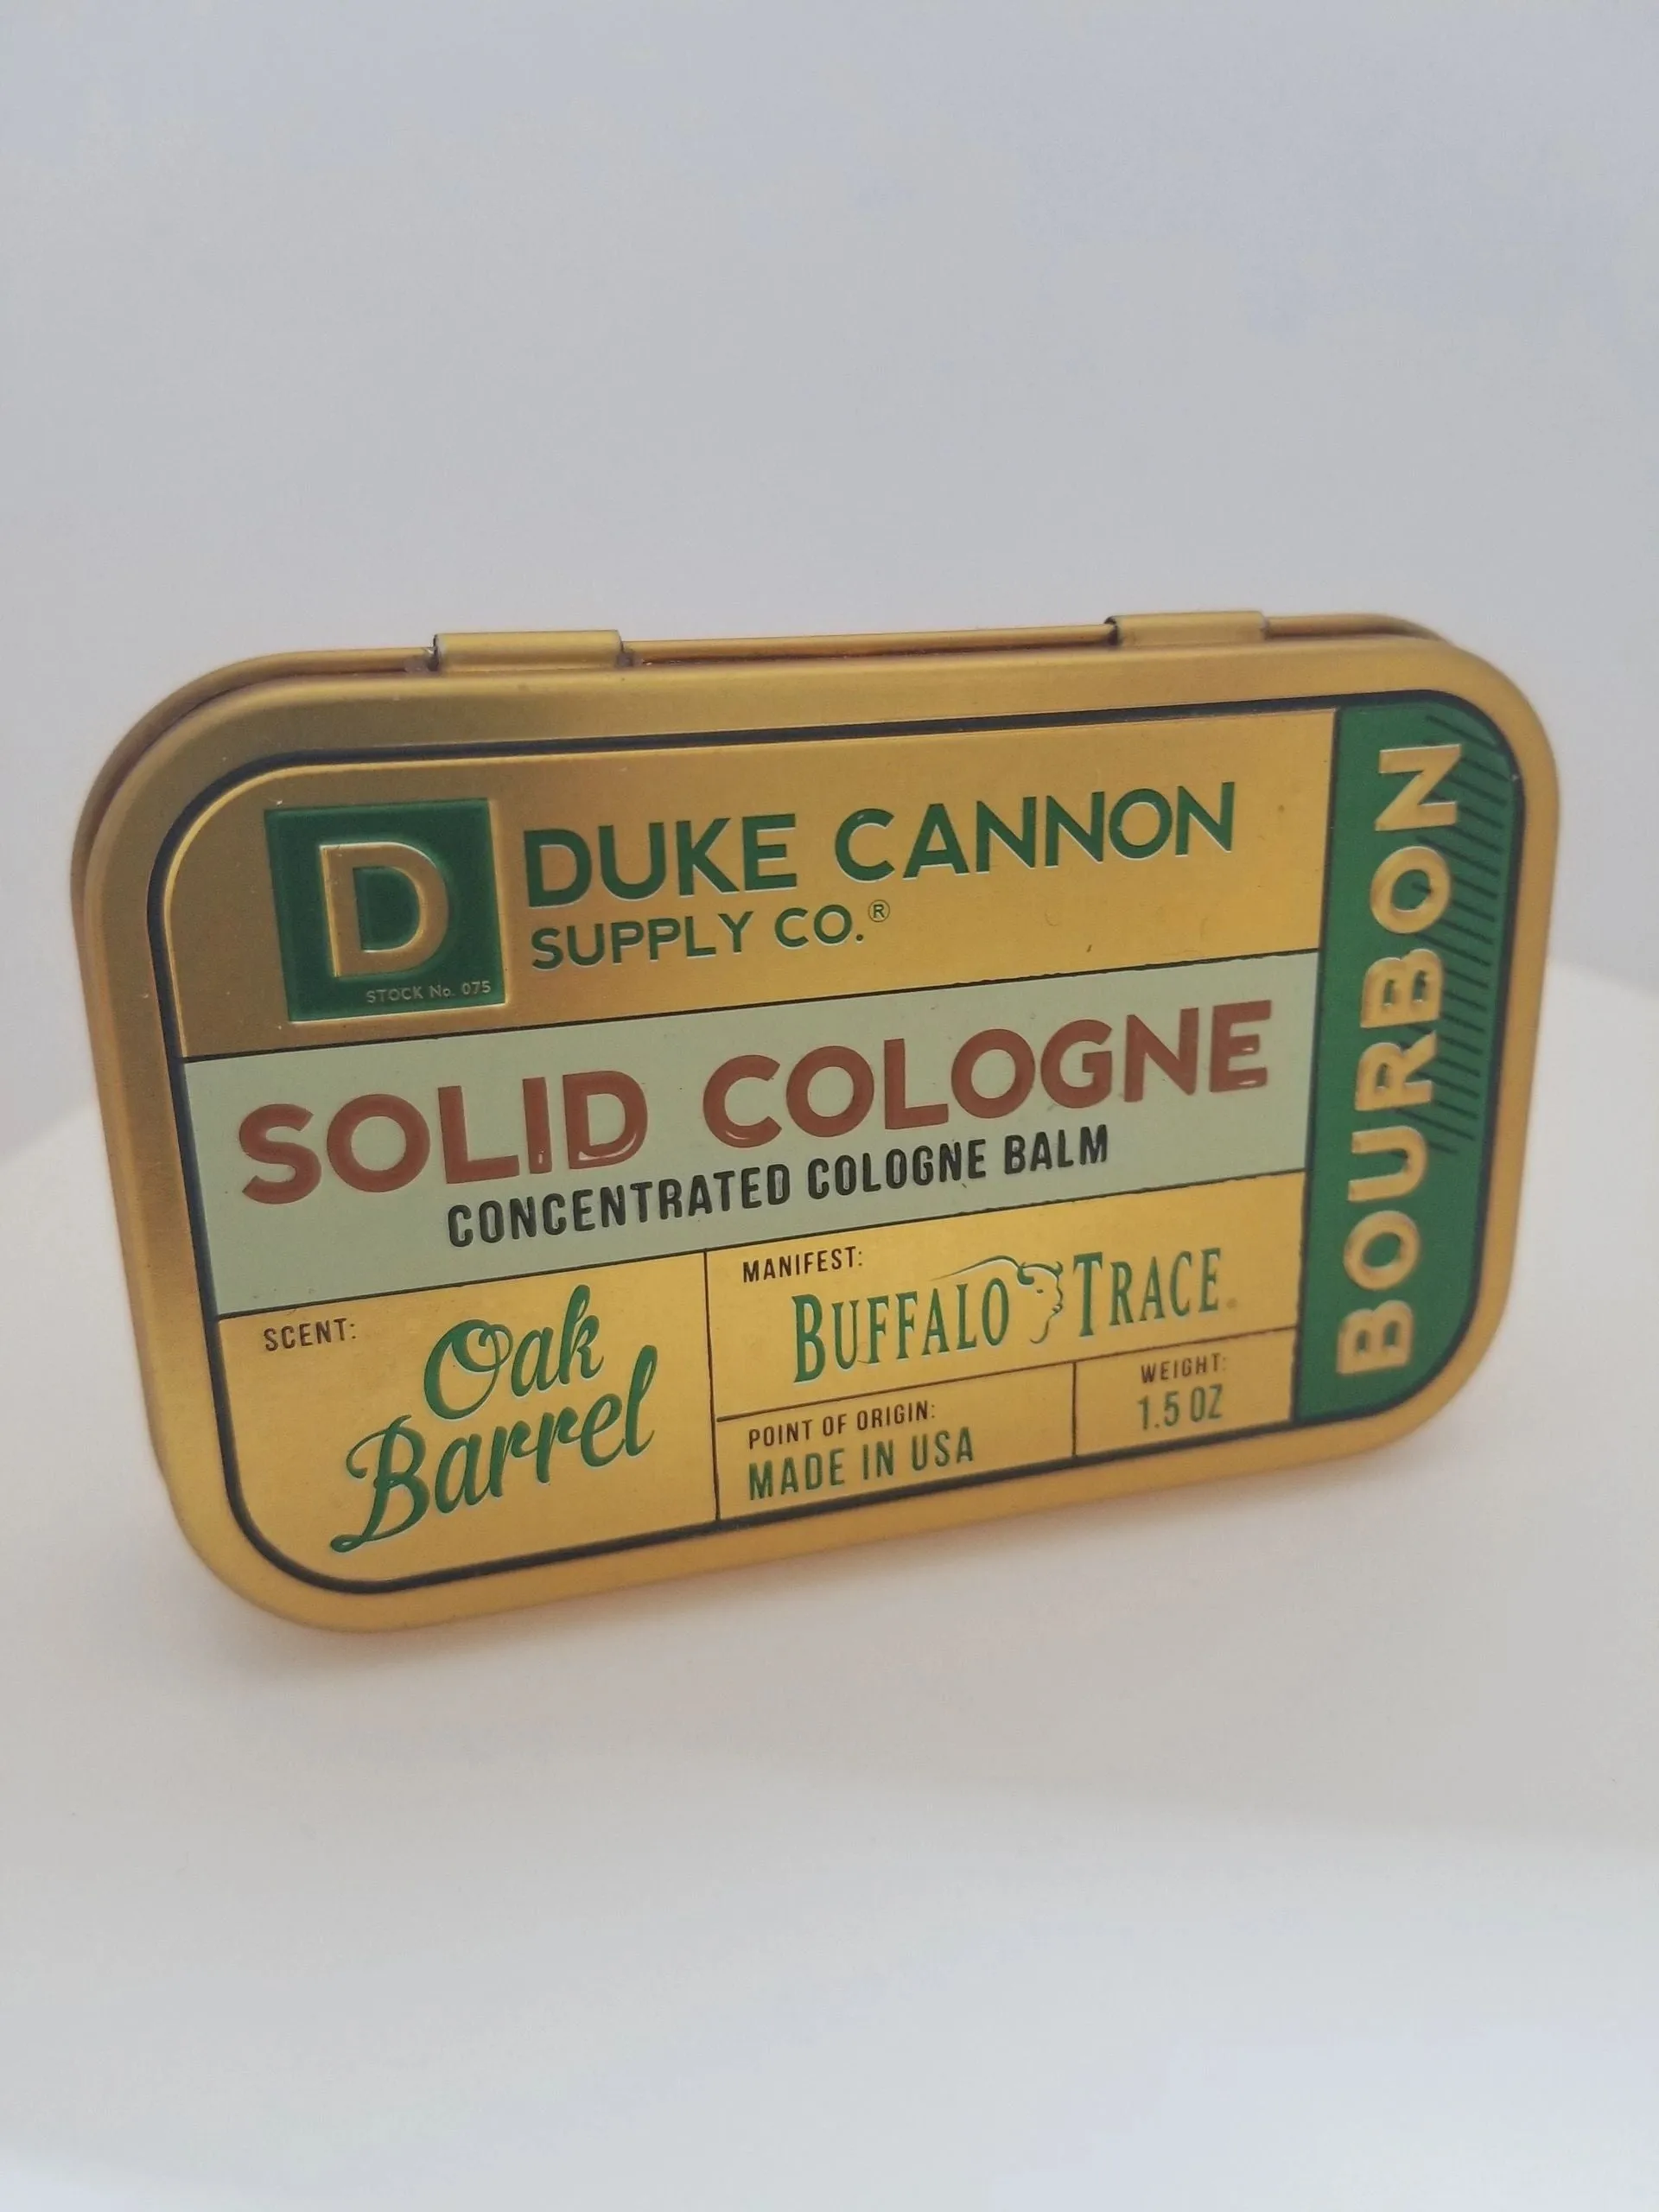 D
STOCK No. 075
DUKE CANNON
SUPPLY CO.®
SOLID COLOGNE
CONCENTRATED COLOGNE BALM
SCENT:
Oak
Barrel
MANIFEST:
BUFFALO TRACE
POINT OF ORIGIN:
MADE IN USA
WEIGHT:
1.5 OZ
BOURBON